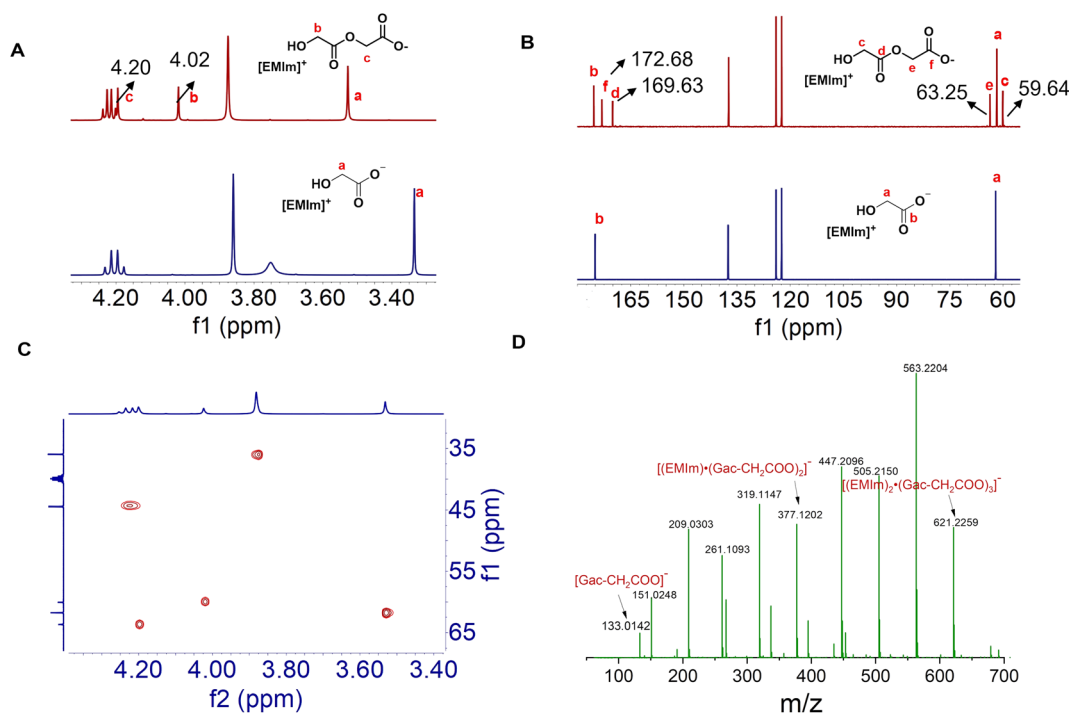 A
b
HO
O
O
O
O-
[EMIm]⁺
c
4.20
4.02
c
b
a
a
HO
O⁻
O
[EMIm]⁺
a
4.20 4.00 3.80 3.60 3.40
f1 (ppm)
B
c
HO
d
O
O
e
O
f
O-
[EMIm]⁺
b
f
172.68
d
169.63
63.25
e
a
c
59.64
a
HO
O⁻
O
b
[EMIm]⁺
b
a
165 150 135 120 105 90 75 60
f1 (ppm)
C
35
45
55
65
f1 (ppm)
4.20 4.00 3.80 3.60 3.40
f2 (ppm)
D
563.2204
[(EMIm)•(Gac-CH₂COO)₂]⁻
447.2096
505.2150
[(EMIm)₂•(Gac-CH₂COO)₃]⁻
319.1147
377.1202
209.0303
261.1093
621.2259
[Gac-CH₂COO]⁻
151.0248
133.0142
100 200 300 400 500 600 700
m/z